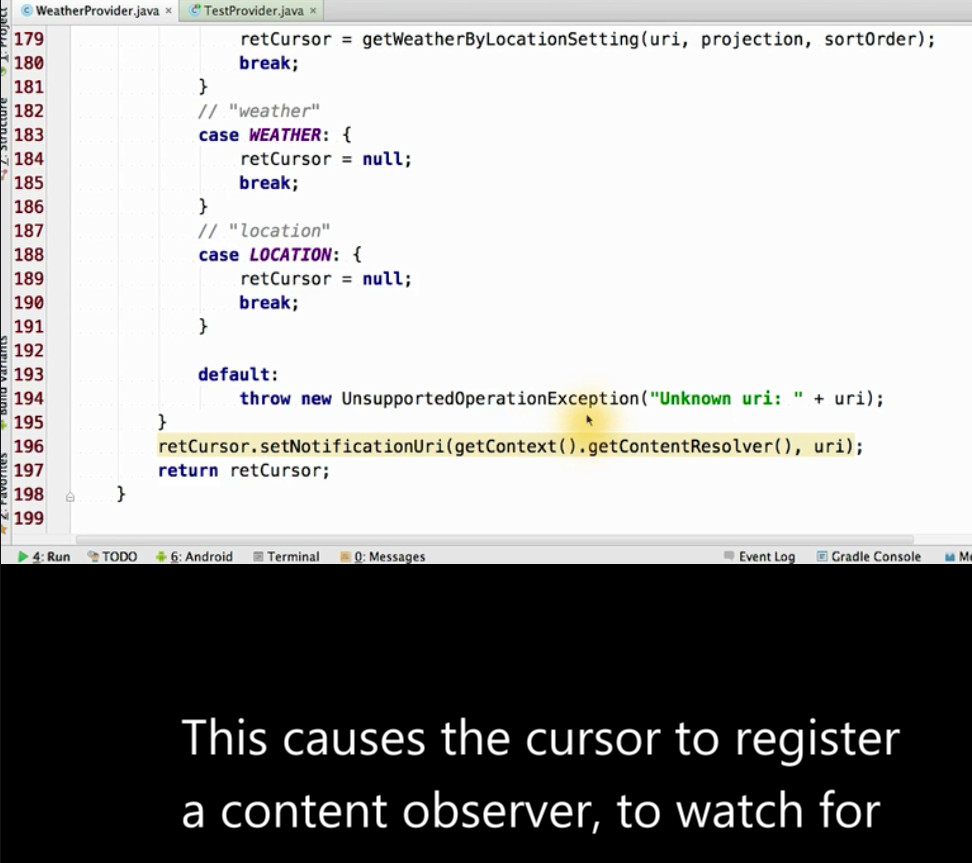 WeatherProvider.java × TestProvider.java ×
1: Project
7: Structure
Build Variants
2: Favorites
179 retCursor = getWeatherByLocationSetting(uri, projection, sortOrder);
180 break;
181 }
182 // "weather"
183 case WEATHER: {
184 retCursor = null;
185 break;
186 }
187 // "location"
188 case LOCATION: {
189 retCursor = null;
190 break;
191 }
192
193 default:
194 throw new UnsupportedOperationException("Unknown uri: " + uri);
195 }
196 retCursor.setNotificationUri(getContext().getContentResolver(), uri);
197 return retCursor;
198 }
199
4: Run TODO 6: Android Terminal 0: Messages Event Log Gradle Console
This causes the cursor to register
a content observer, to watch for